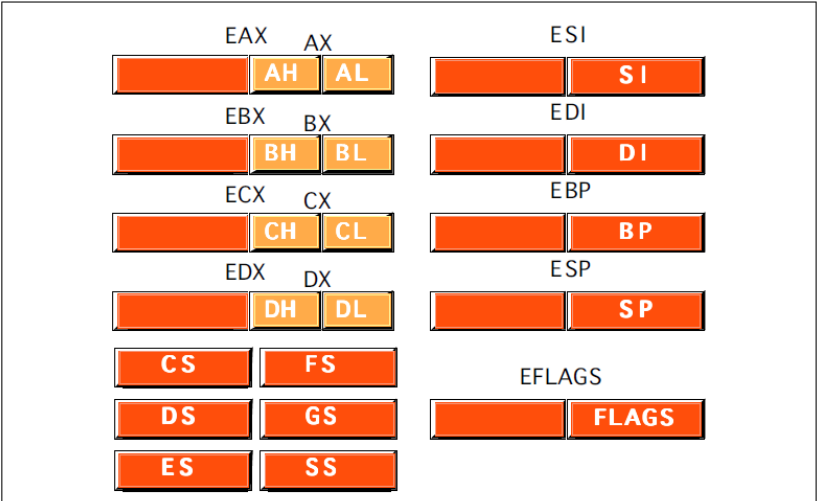 EAX AX ESI
AH AL SI
EBX BX EDI
BH BL DI
ECX CX EBP
CH CL BP
EDX DX ESP
DH DL SP
CS FS
EFLAGS
DS GS FLAGS
ES SS